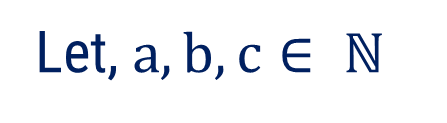 Let, a, b, c ∈ ℕ